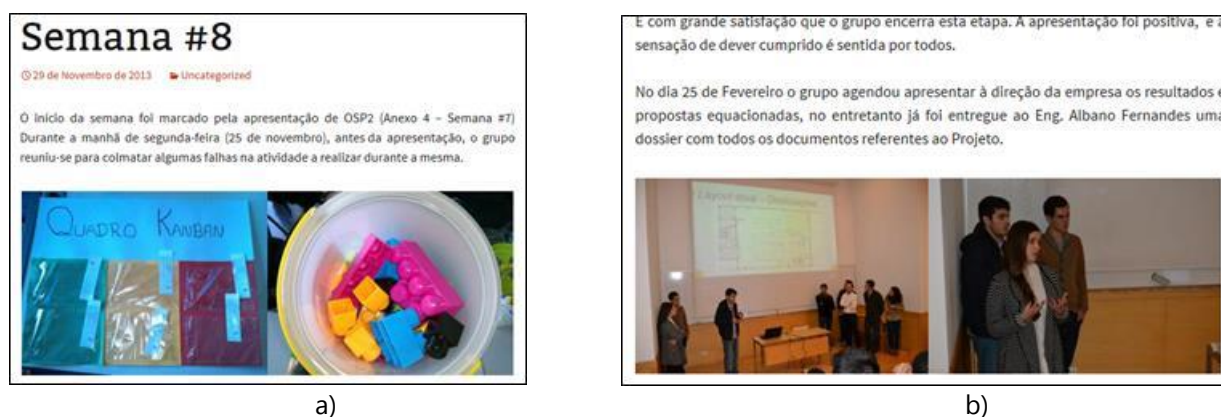 Semana #8
29 de Novembro de 2013 Uncategorized
O início da semana foi marcado pela apresentação de OSP2 (Anexo 4 – Semana #7)
Durante a manhã de segunda-feira (25 de novembro), antes da apresentação, o grupo
reuniu-se para colmatar algumas falhas na atividade a realizar durante a mesma.
QUADRO KANBAN
a)
É com grande satisfação que o grupo encerra esta etapa. A apresentação foi positiva, e a
sensação de dever cumprido é sentida por todos.
No dia 25 de Fevereiro o grupo agendou apresentar à direção da empresa os resultados e
propostas equacionadas, no entretanto já foi entregue ao Eng. Albano Fernandes uma
dossier com todos os documentos referentes ao Projeto.
b)